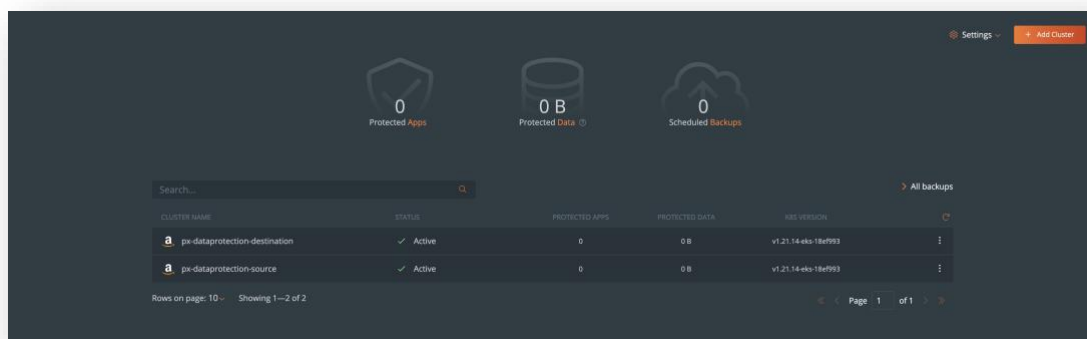 Settings
+ Add Cluster
0
Protected Apps
0 B
Protected Data
0
Scheduled Backups
Search...
All backups
CLUSTER NAME STATUS PROTECTED APPS PROTECTED DATA K8S VERSION
a px-dataprotection-destination Active 0 0 B v1.21.14-eks-18ef993
a px-dataprotection-source Active 0 0 B v1.21.14-eks-18ef993
Rows on page: 10 Showing 1—2 of 2 Page 1 of 1